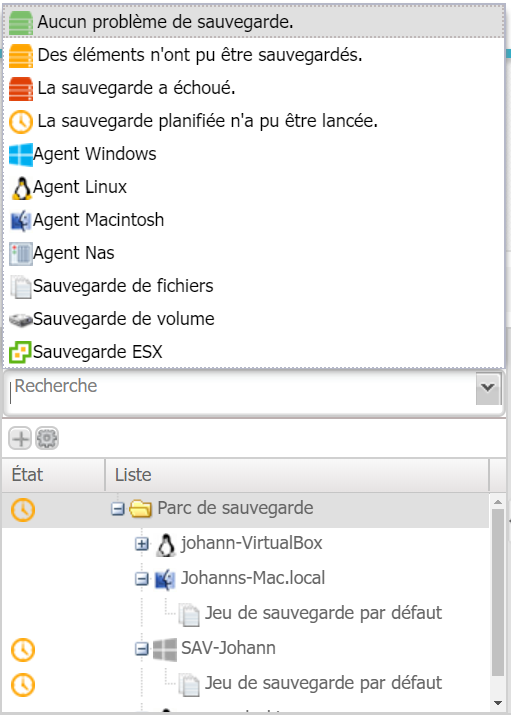 Aucun problème de sauvegarde.
Des éléments n'ont pu être sauvegardés.
La sauvegarde a échoué.
La sauvegarde planifiée n'a pu être lancée.
Agent Windows
Agent Linux
Agent Macintosh
Agent Nas
Sauvegarde de fichiers
Sauvegarde de volume
Sauvegarde ESX
Recherche
État Liste
Parc de sauvegarde
johann-VirtualBox
Johanns-Mac.local
Jeu de sauvegarde par défaut
SAV-Johann
Jeu de sauvegarde par défaut